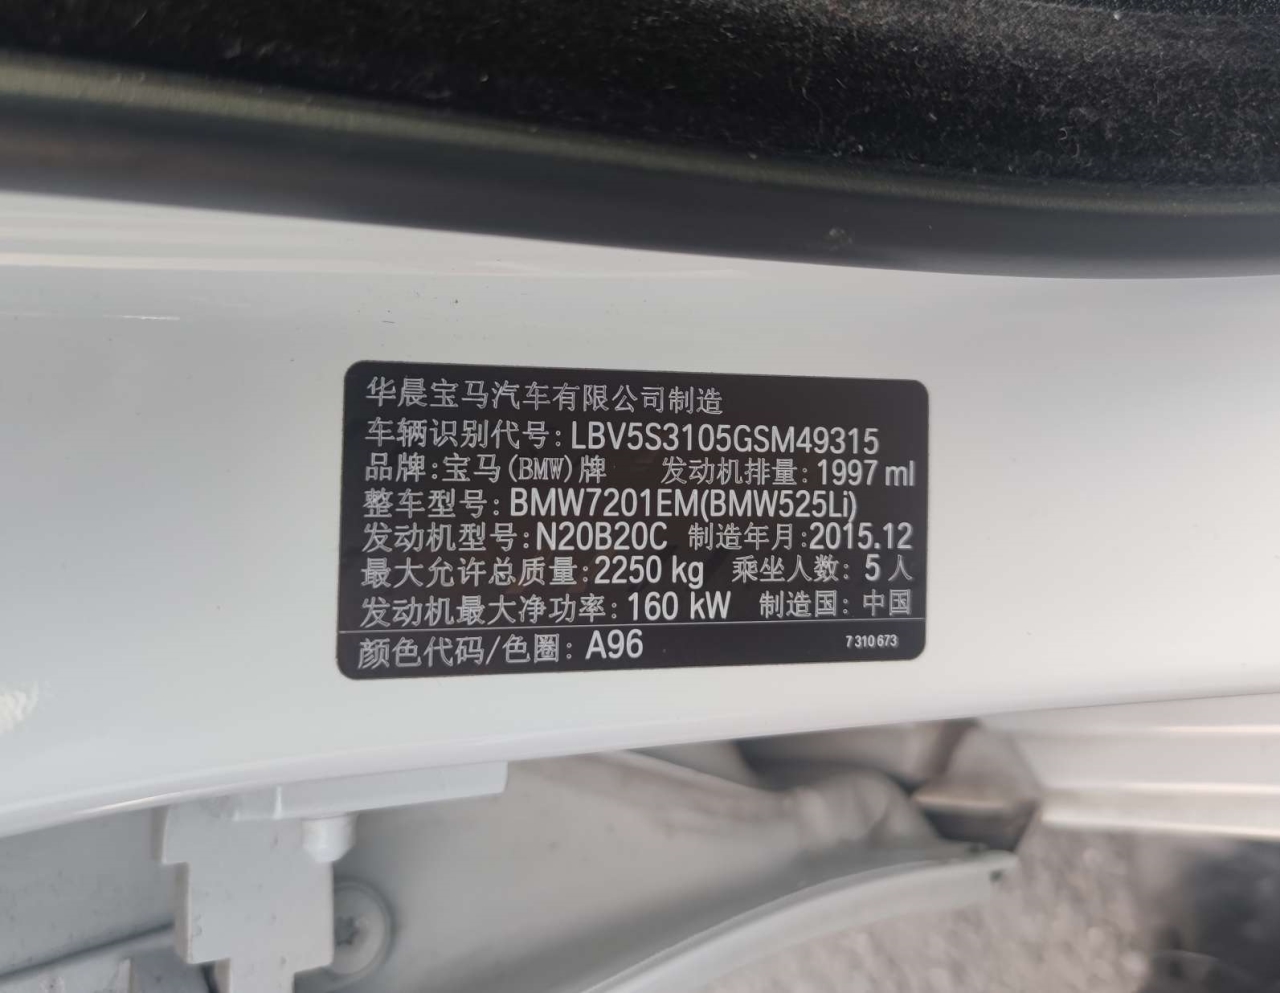 华晨宝马汽车有限公司制造
车辆识别代号: LBV5S3105GSM49315
品牌:宝马(BMW)牌 发动机排量: 1997 ml
整车型号: BMW7201EM(BMW525Li)
发动机型号: N20B20C 制造年月:2015.12
最大允许总质量: 2250 kg 乘坐人数: 5 人
发动机最大净功率: 160 kW 制造国: 中国
颜色代码/色圈: A96 7 310 673